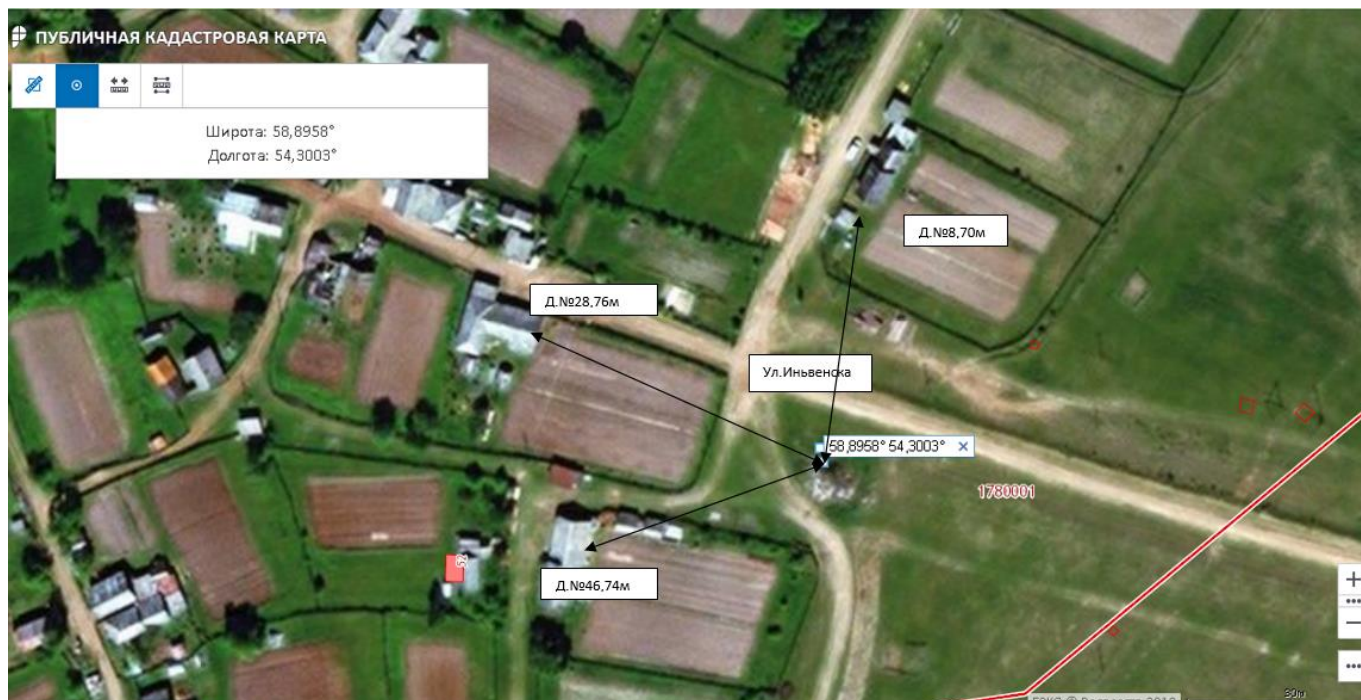 ПУБЛИЧНАЯ КАДАСТРОВАЯ КАРТА
Широта: 58,8958°
Долгота: 54,3003°
Д.№8,70м
Д.№28,76м
Ул.Иньвенска
58,8958° 54,3003° ×
1780001
52
Д.№46,74м
30m